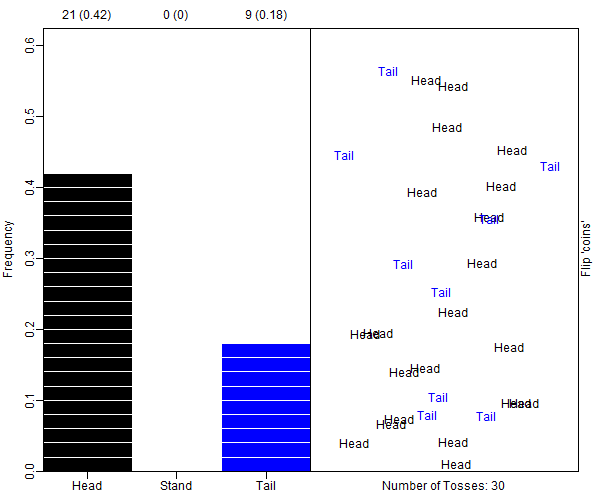 21 (0.42) 0 (0) 9 (0.18)
Frequency
0.6
0.5
0.4
0.3
0.2
0.1
0.0
Head Stand Tail
Tail
Head
Head
Head
Head
Tail
Tail
Head
Head
Head
Tail
Tail
Head
Tail
Head
Head
Head
Head
Head
Head
Tail
Head
Head
Tail
Tail
Head
Head
Head
Head
Head
Flip 'coins'
Number of Tosses: 30